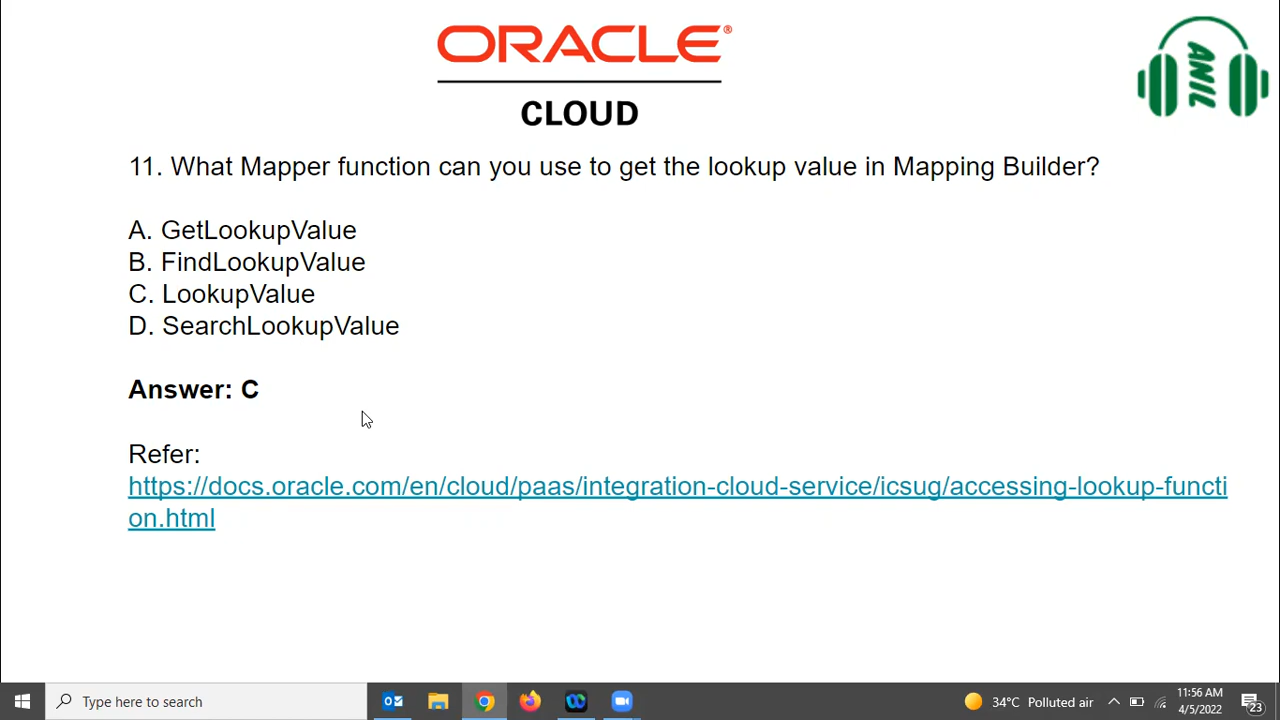 ORACLE®
CLOUD
ANIL
11. What Mapper function can you use to get the lookup value in Mapping Builder?
A. GetLookupValue
B. FindLookupValue
C. LookupValue
D. SearchLookupValue
Answer: C
Refer:
https://docs.oracle.com/en/cloud/paas/integration-cloud-service/icsug/accessing-lookup-functi
on.html
Type here to search
34°C Polluted air
11:56 AM
4/5/2022
23